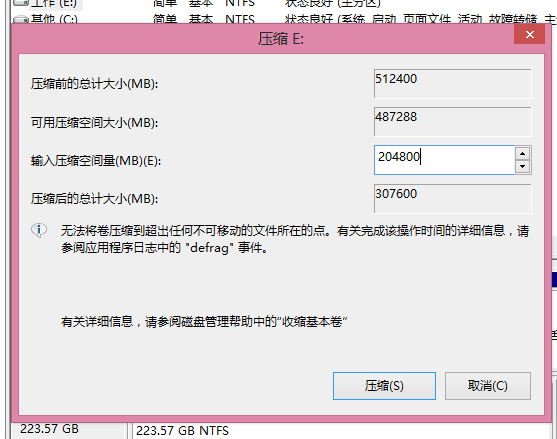 工作 (E:) 简单 基本 NTFS 状态良好 (主分区)
其他 (C:) 简单 基本 NTFS 状态良好 (系统, 启动, 页面文件, 活动, 故障转储, 主
压缩 E:
压缩前的总计大小(MB): 512400
可用压缩空间大小(MB): 487288
输入压缩空间量(MB)(E): 204800
压缩后的总计大小(MB): 307600
无法将卷压缩到超出任何不可移动的文件所在的点。有关完成该操作时间的详细信息，请
参阅应用程序日志中的 "defrag" 事件。
有关详细信息，请参阅磁盘管理帮助中的"收缩基本卷"
压缩(S) 取消(C)
223.57 GB 223.57 GB NTFS